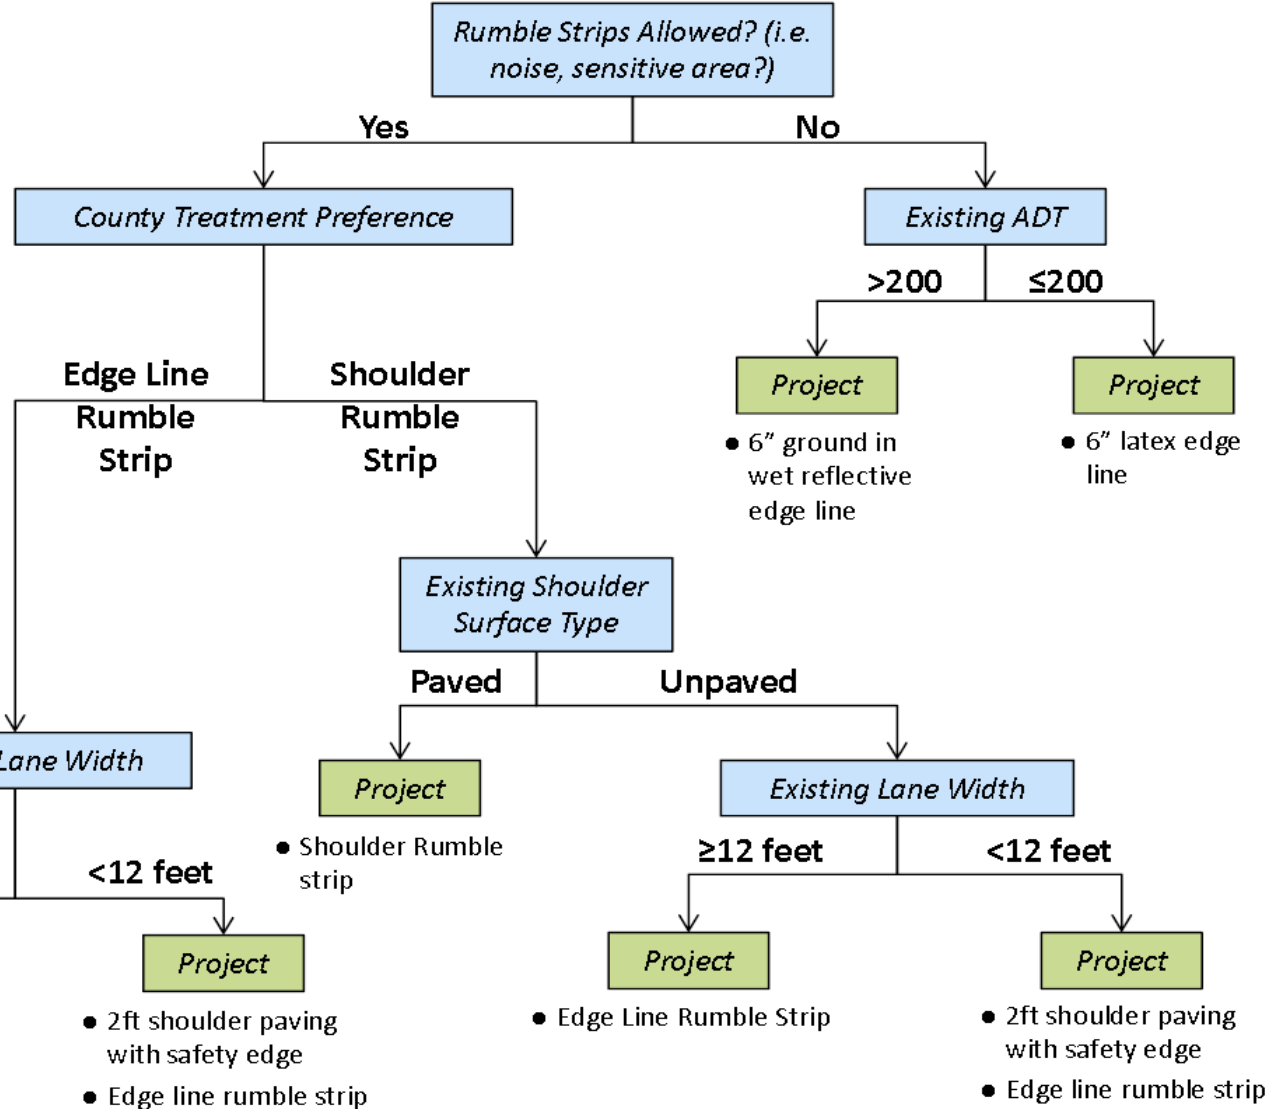 Rumble Strips Allowed? (i.e.
noise, sensitive area?)
Yes
No
County Treatment Preference
Existing ADT
>200
≤200
Edge Line
Rumble
Strip
Shoulder
Rumble
Strip
Project
● 6” ground in
wet reflective
edge line
Project
● 6” latex edge
line
Existing Shoulder
Surface Type
Paved
Unpaved
Lane Width
<12 feet
Project
● Shoulder Rumble
strip
Existing Lane Width
≥12 feet
<12 feet
Project
● 2ft shoulder paving
with safety edge
● Edge line rumble strip
Project
● Edge Line Rumble Strip
Project
● 2ft shoulder paving
with safety edge
● Edge line rumble strip